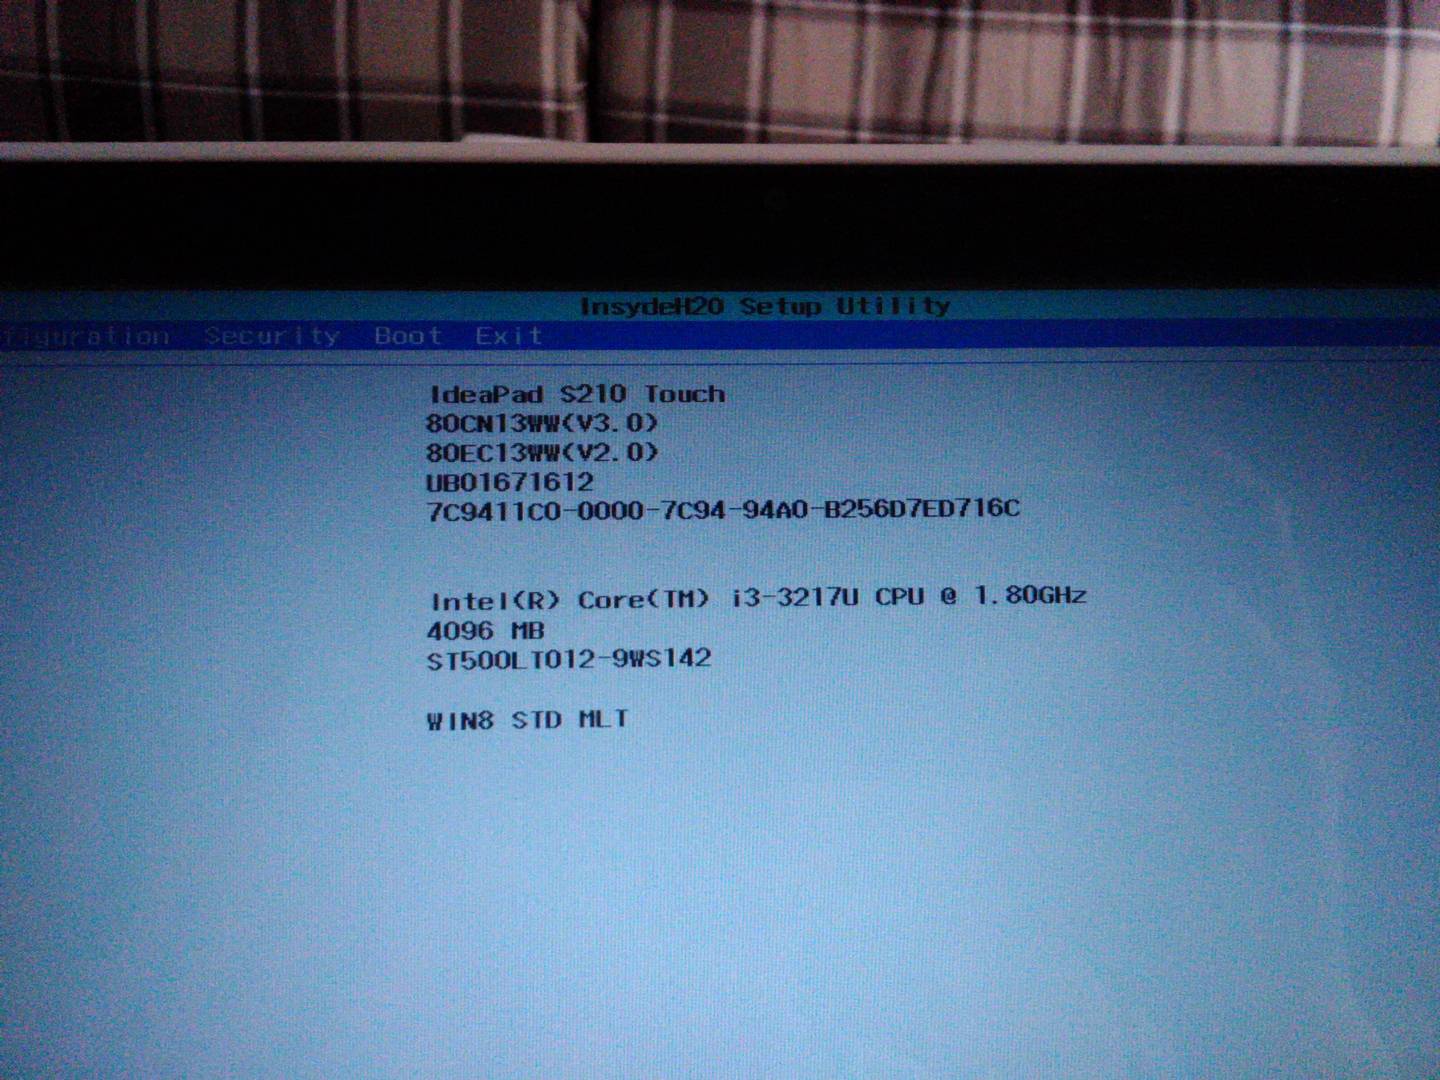 InsydeH20 Setup Utility
figuration Security Boot Exit
IdeaPad S210 Touch
80CN13WW(V3.0)
80EC13WW(V2.0)
UB01671612
7C9411C0-0000-7C94-94A0-B256D7ED716C
Intel(R) Core(TM) i3-3217U CPU @ 1.80GHz
4096 MB
ST500LT012-9WS142
WIN8 STD MLT